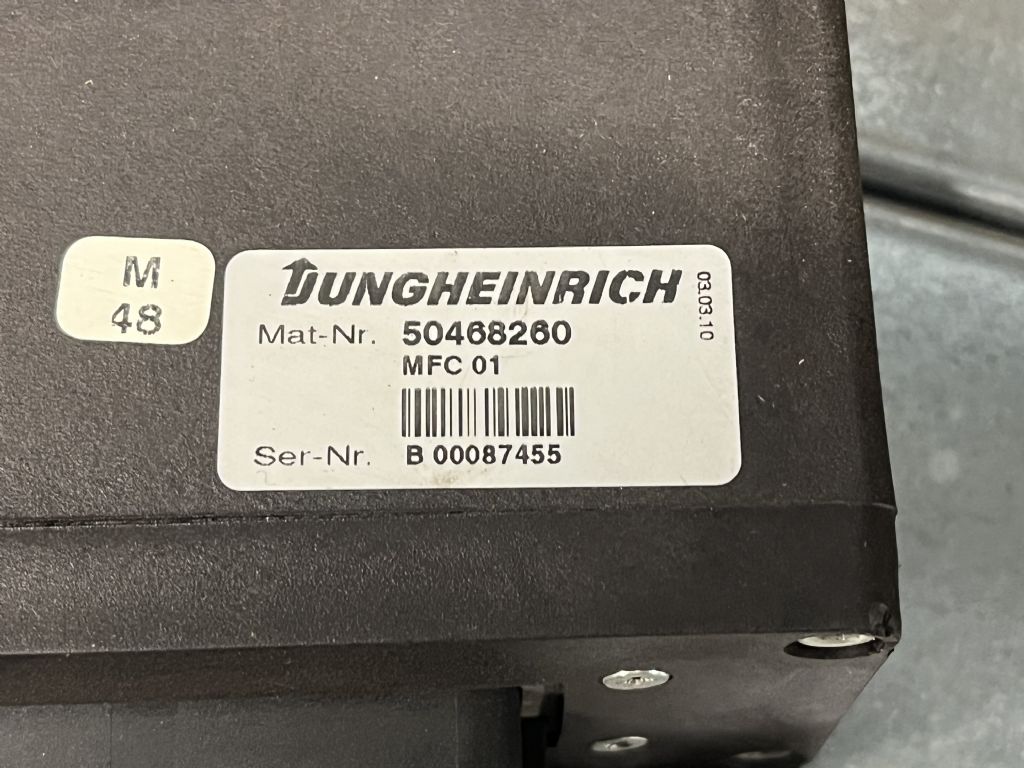 M
48
JUNGHEINRICH
03.03.10
Mat-Nr. 50468260
MFC 01
Ser-Nr. B 00087455